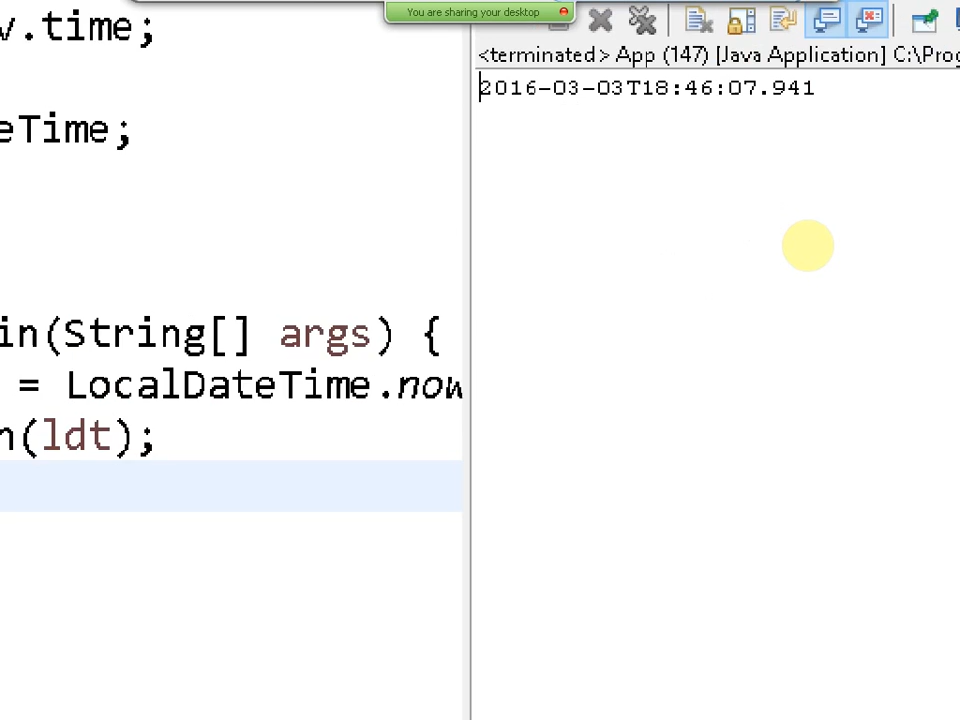 You are sharing your desktop
v.time;
<terminated> App (147) [Java Application] C:\Prog
2016-03-03T18:46:07.941
eTime;
in(String[] args) {
= LocalDateTime.now
n(ldt);